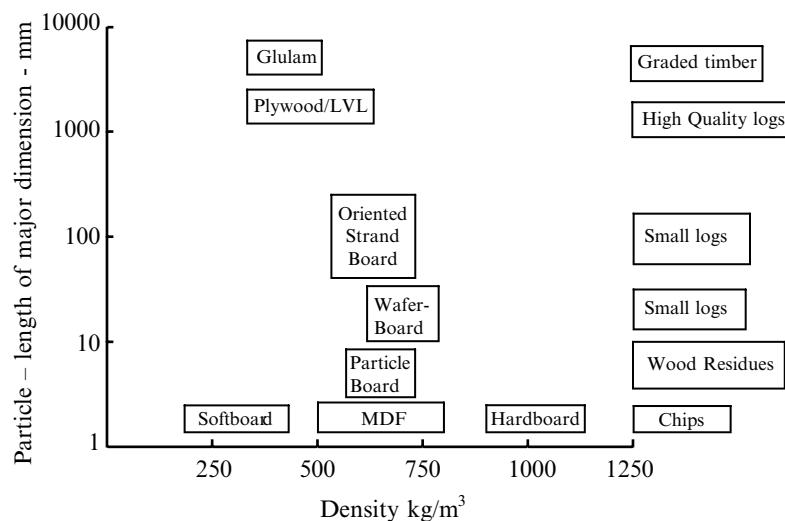 Particle – length of major dimension - mm
10000
1000
100
10
1
Glulam
Graded timber
Plywood/LVL
High Quality logs
Oriented
Strand
Board
Small logs
Wafer-
Board
Small logs
Particle
Board
Wood Residues
Softboard
MDF
Hardboard
Chips
250
500
750
1000
1250
Density kg/m³